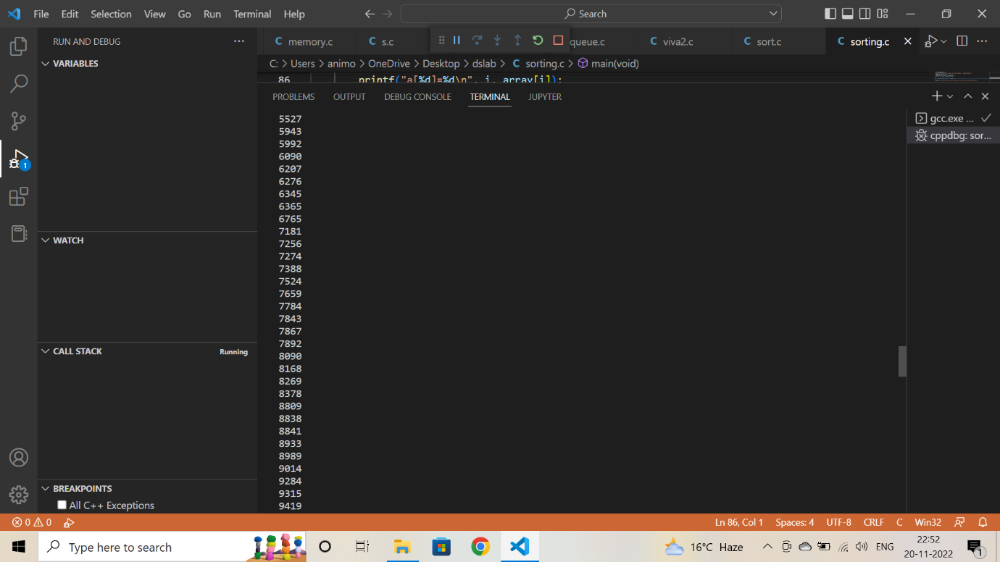 File Edit Selection View Go Run Terminal Help
Search
RUN AND DEBUG
memory.c
s.c
queue.c
viva2.c
sort.c
sorting.c
VARIABLES
C: > Users > animo > OneDrive > Desktop > dslab > C sorting.c > main(void)
86 printf("a[%d]=%d\n", i, array[i]);
PROBLEMS OUTPUT DEBUG CONSOLE TERMINAL JUPYTER
gcc.exe ...
cppdbg: sor...
5527
5943
5992
6090
6207
6276
6345
6365
6765
7181
7256
7274
7388
7524
7659
7784
7843
7867
7892
8090
8168
8269
8378
8809
8838
8841
8933
8989
9014
9284
9315
9419
1
WATCH
CALL STACK Running
BREAKPOINTS
All C++ Exceptions
0 0 Ln 86, Col 1 Spaces: 4 UTF-8 CRLF C Win32
Type here to search
16°C Haze
ENG
22:52
20-11-2022
1